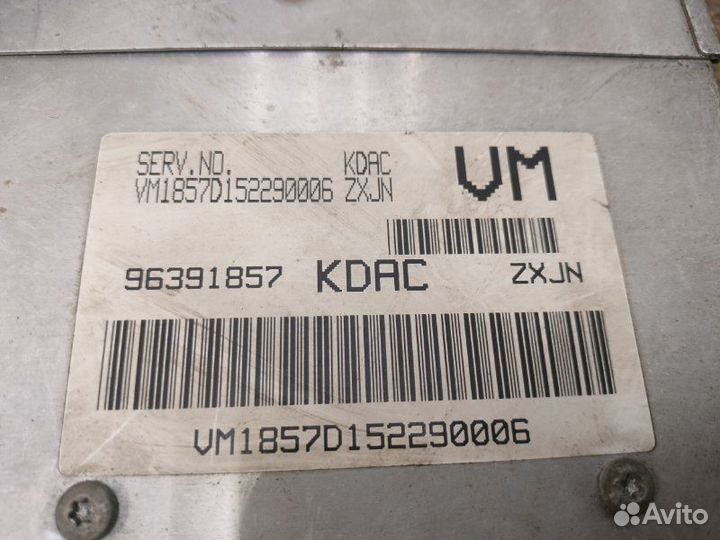 SERV.NO. KDAC VM
VM1857D152290006 ZXJN
96391857 KDAC ZXJN
VM1857D152290006
Avito